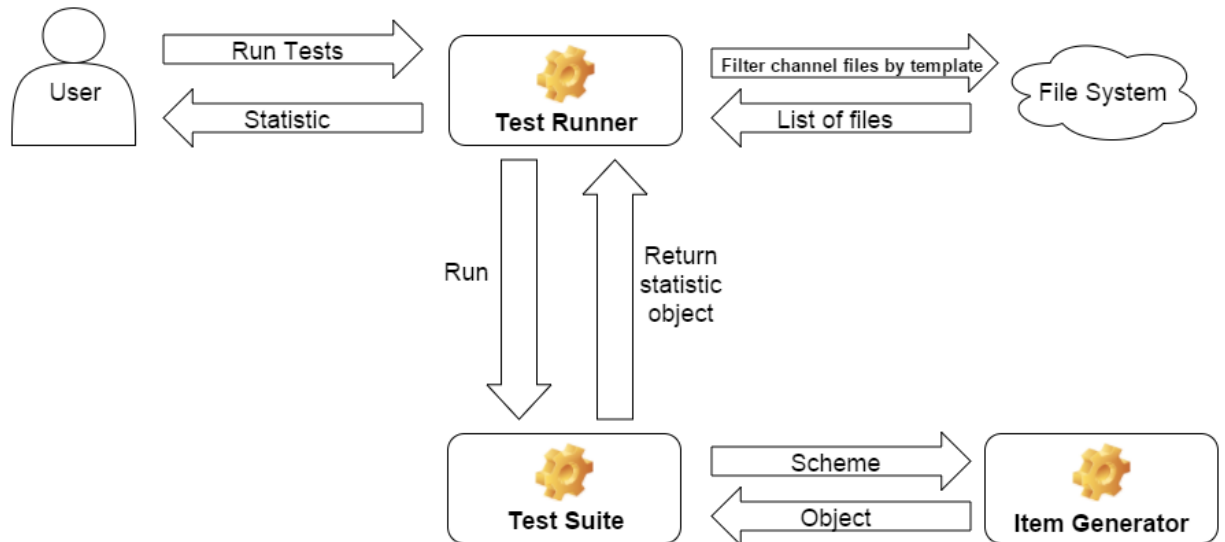 Run Tests
Filter channel files by template
User
File System
Statistic
Test Runner
List of files
Run
Return
statistic
object
Scheme
Test Suite
Object
Item Generator